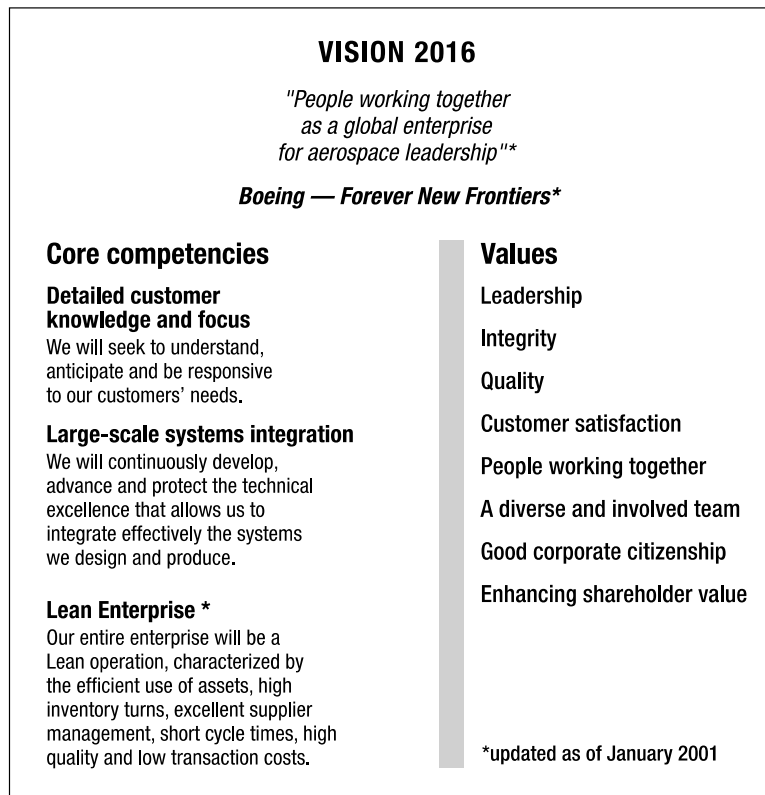 VISION 2016
"People working together
as a global enterprise
for aerospace leadership"*
Boeing — Forever New Frontiers*
Core competencies
Detailed customer
knowledge and focus
We will seek to understand,
anticipate and be responsive
to our customers’ needs.
Large-scale systems integration
We will continuously develop,
advance and protect the technical
excellence that allows us to
integrate effectively the systems
we design and produce.
Lean Enterprise *
Our entire enterprise will be a
Lean operation, characterized by
the efficient use of assets, high
inventory turns, excellent supplier
management, short cycle times, high
quality and low transaction costs.
Values
Leadership
Integrity
Quality
Customer satisfaction
People working together
A diverse and involved team
Good corporate citizenship
Enhancing shareholder value
*updated as of January 2001